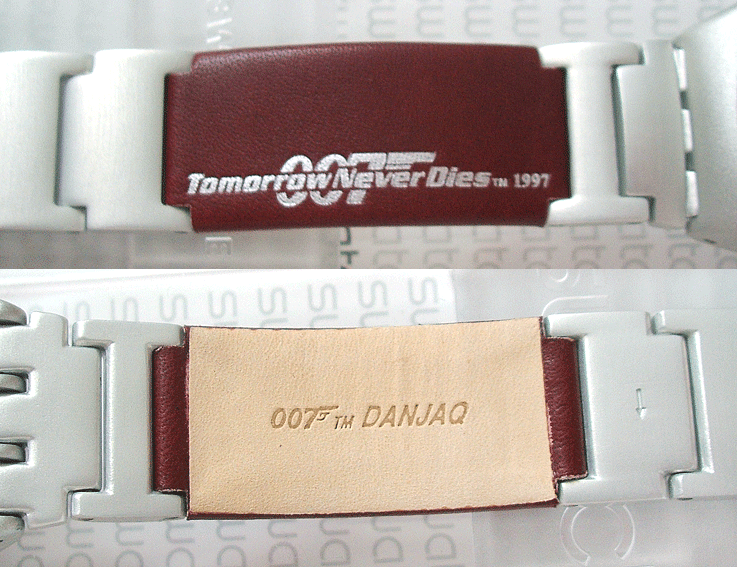 007
Tomorrow Never Dies TM 1997
007 TM DANJAQ